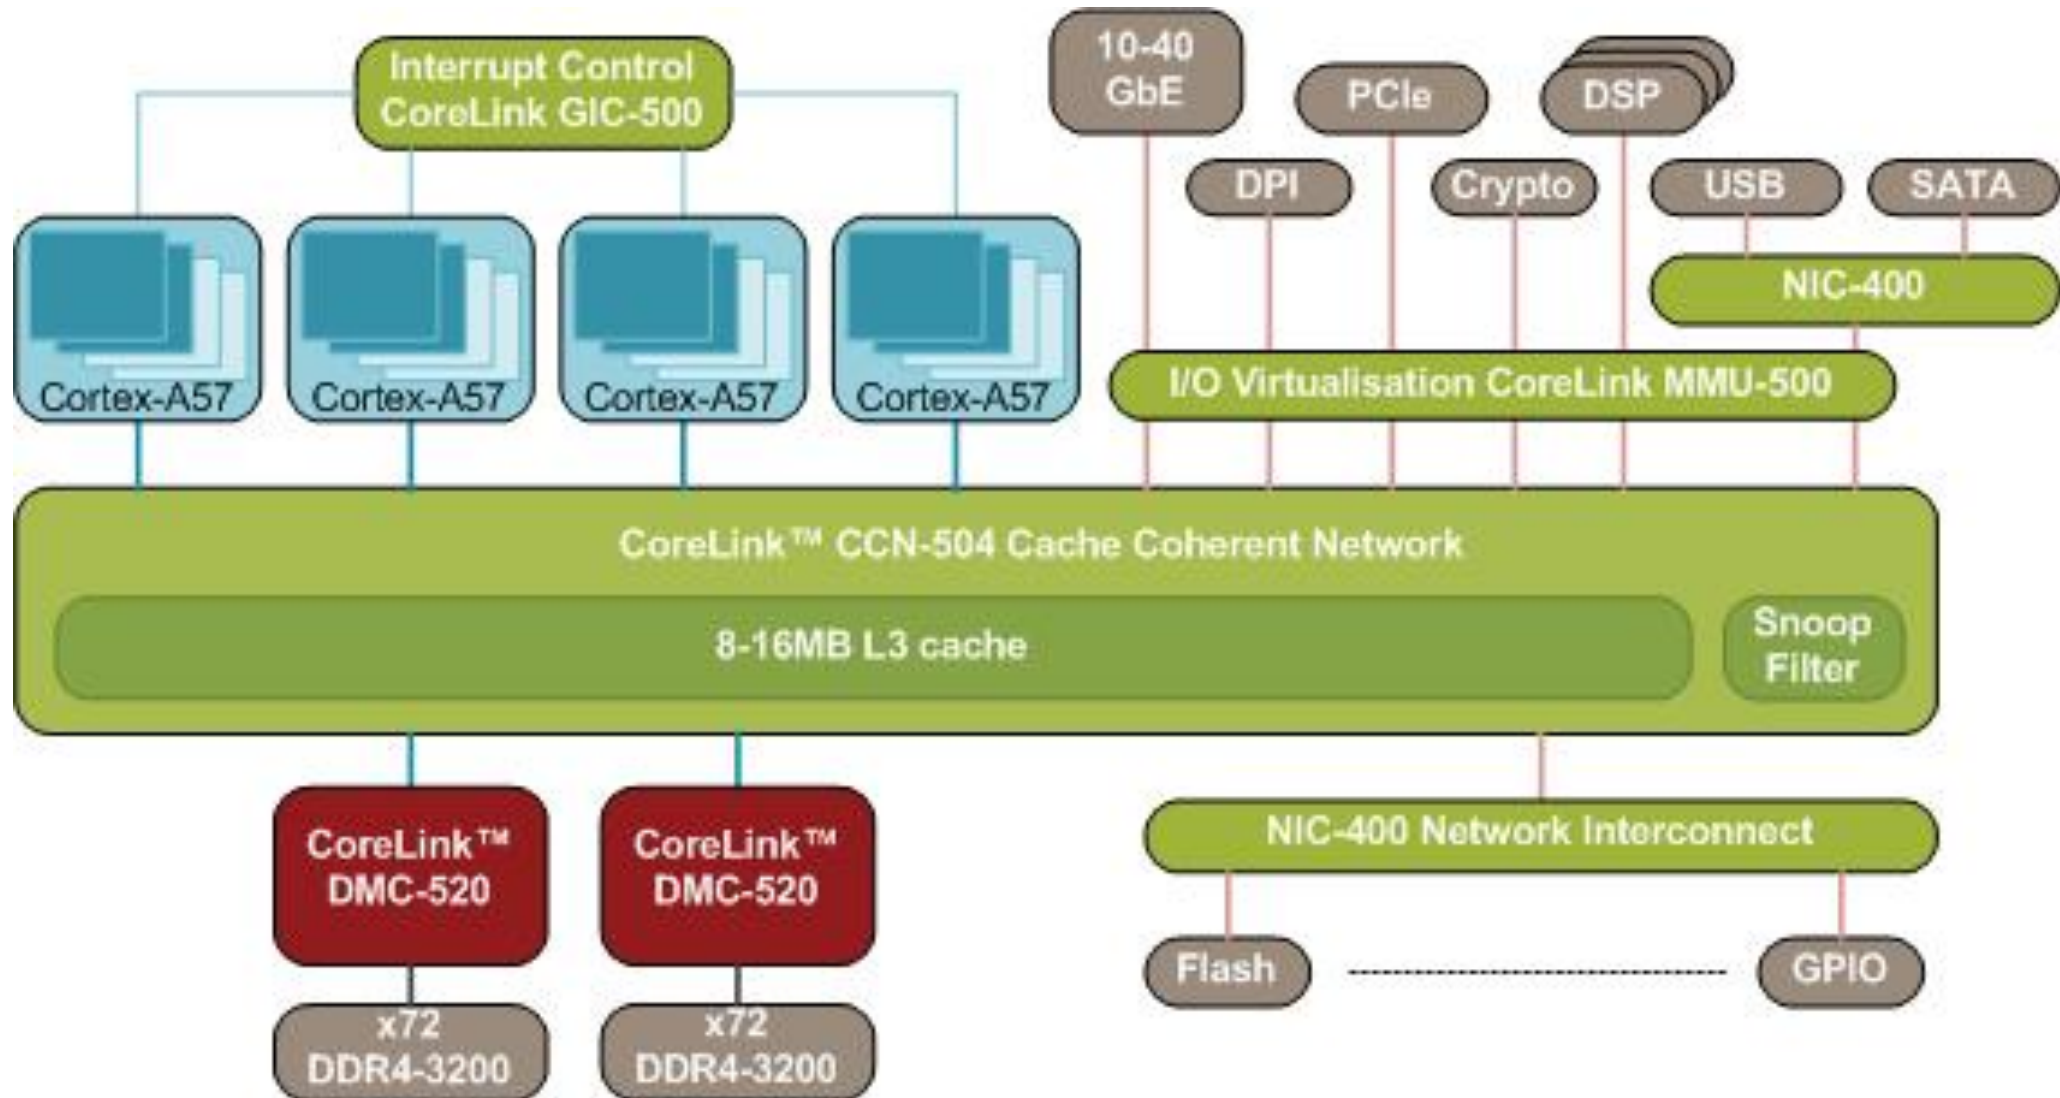 Interrupt Control
CoreLink GIC-500
10-40
GbE
PCIe
DSP
DPI
Crypto
USB
SATA
NIC-400
Cortex-A57
Cortex-A57
Cortex-A57
Cortex-A57
I/O Virtualisation CoreLink MMU-500
CoreLink™ CCN-504 Cache Coherent Network
8-16MB L3 cache
Snoop
Filter
CoreLink™
DMC-520
CoreLink™
DMC-520
NIC-400 Network Interconnect
Flash
GPIO
x72
DDR4-3200
x72
DDR4-3200